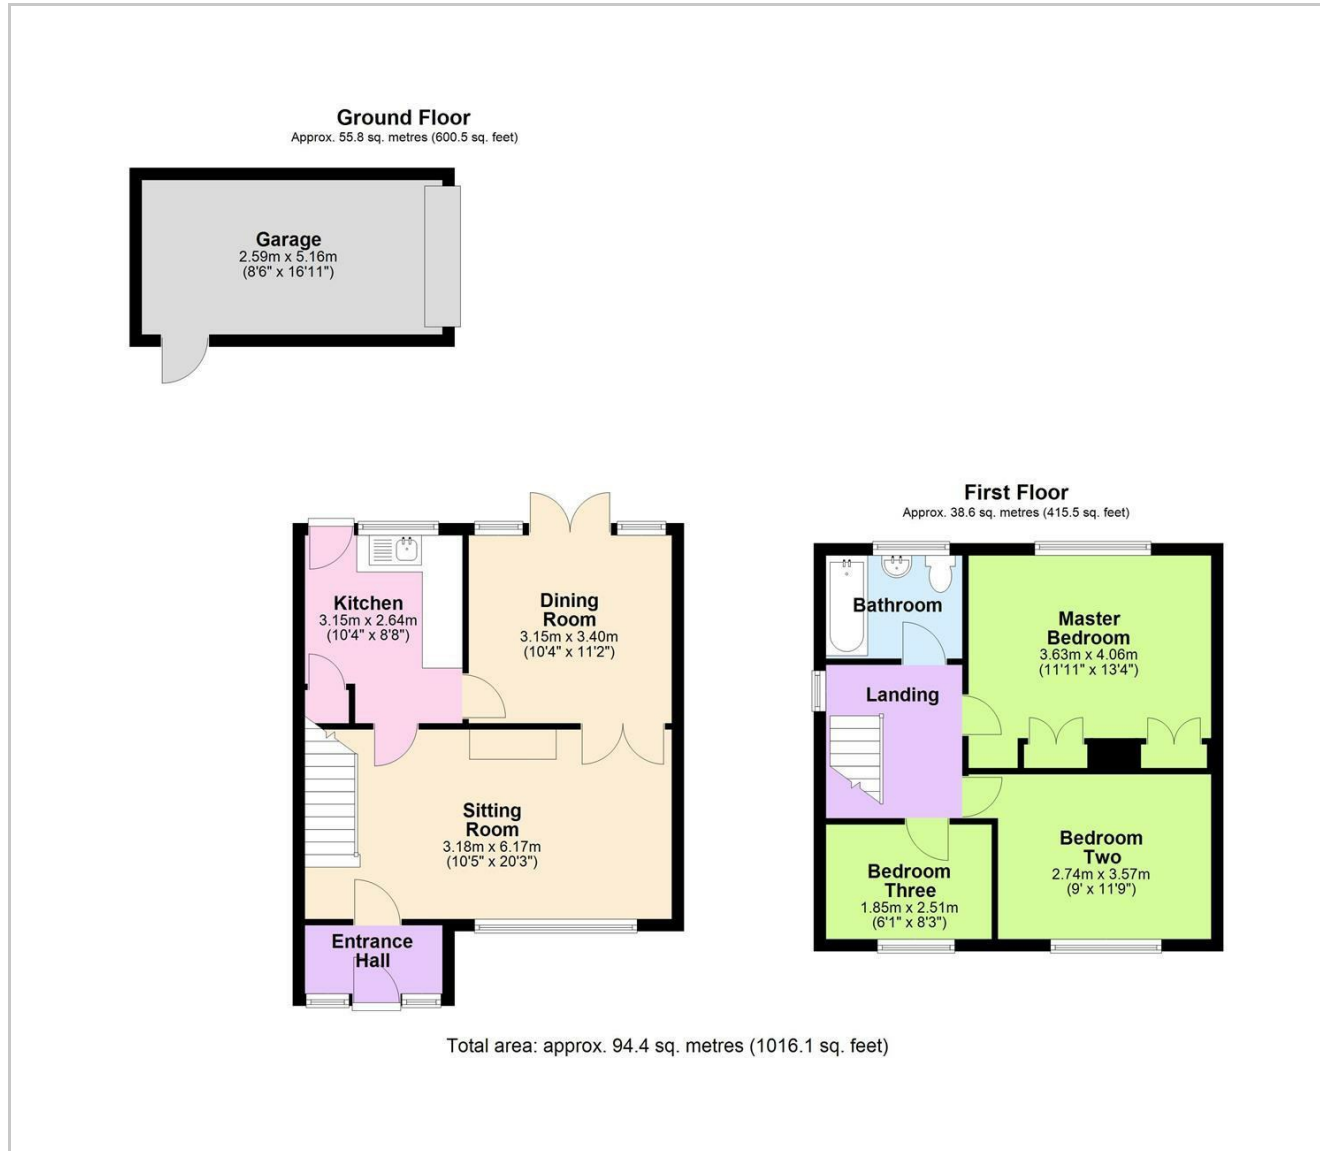 Ground Floor
Approx. 55.8 sq. metres (600.5 sq. feet)
Garage
2.59m x 5.16m
(8'6" x 16'11")
Kitchen
3.15m x 2.64m
(10'4" x 8'8")
Dining
Room
3.15m x 3.40m
(10'4" x 11'2")
Sitting
Room
3.18m x 6.17m
(10'5" x 20'3")
Entrance
Hall
First Floor
Approx. 38.6 sq. metres (415.5 sq. feet)
Bathroom
Master
Bedroom
3.63m x 4.06m
(11'11" x 13'4")
Landing
Bedroom
Two
2.74m x 3.57m
(9' x 11'9")
Bedroom
Three
1.85m x 2.51m
(6'1" x 8'3")
Total area: approx. 94.4 sq. metres (1016.1 sq. feet)